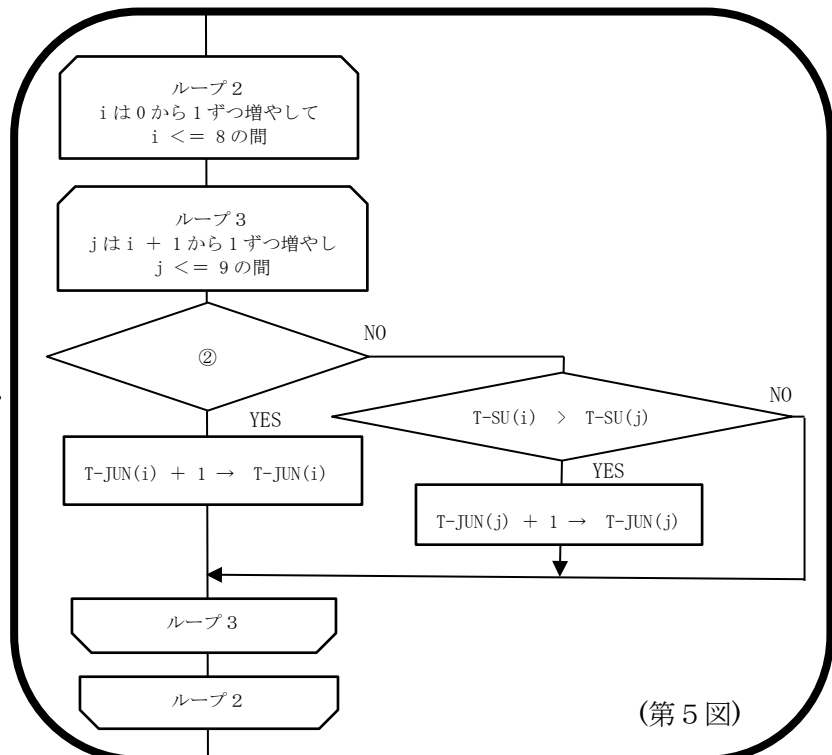 ループ２
ｉは０から１ずつ増やして
ｉ ＜＝ ８の間
ループ３
ｊはｉ ＋ １から１ずつ増やし
ｊ ＜＝ ９の間
②
NO
YES
T-SU(i) ＞ T-SU(j)
NO
T-JUN(i) ＋ 1 → T-JUN(i)
YES
T-JUN(j) ＋ 1 → T-JUN(j)
ループ３
ループ２
(第５図)